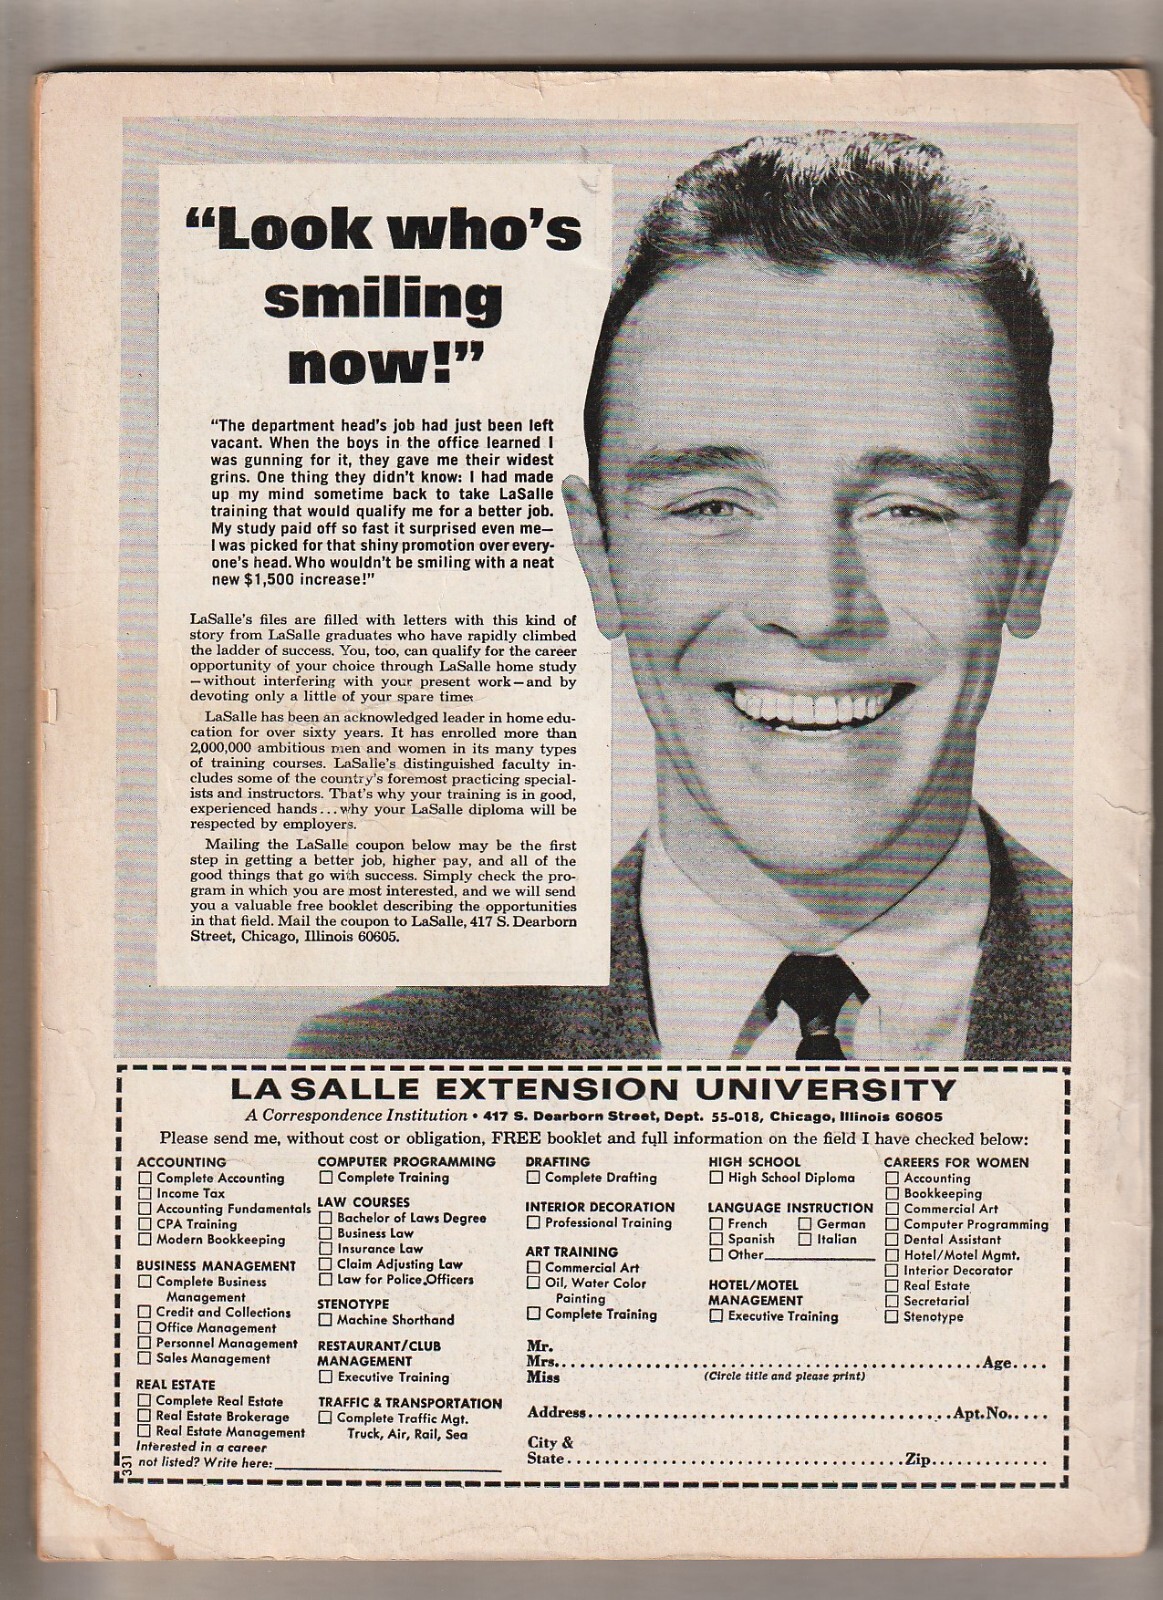 “Look who’s
smiling
now!”
“The department head’s job had just been left
vacant. When the boys in the office learned I
was gunning for it, they gave me their widest
grins. One thing they didn’t know: I had made
up my mind sometime back to take LaSalle
training that would qualify me for a better job.
My study paid off so fast it surprised even me—
I was picked for that shiny promotion over every-
one’s head. Who wouldn’t be smiling with a neat
new $1,500 increase!”
LaSalle’s files are filled with letters with this kind of
story from LaSalle graduates who have rapidly climbed
the ladder of success. You, too, can qualify for the career
opportunity of your choice through LaSalle home study
—without interfering with your present work—and by
devoting only a little of your spare time.
LaSalle has been an acknowledged leader in home edu-
cation for over sixty years. It has enrolled more than
2,000,000 ambitious men and women in its many types
of training courses. LaSalle’s distinguished faculty in-
cludes some of the country’s foremost practicing special-
ists and instructors. That’s why your training is in good,
experienced hands...why your LaSalle diploma will be
respected by employers.
Mailing the LaSalle coupon below may be the first
step in getting a better job, higher pay, and all of the
good things that go with success. Simply check the pro-
gram in which you are most interested, and we will send
you a valuable free booklet describing the opportunities
in that field. Mail the coupon to LaSalle, 417 S. Dearborn
Street, Chicago, Illinois 60605.
LA SALLE EXTENSION UNIVERSITY
A Correspondence Institution • 417 S. Dearborn Street, Dept. 55-018, Chicago, Illinois 60605
Please send me, without cost or obligation, FREE booklet and full information on the field I have checked below:
ACCOUNTING
Complete Accounting
Income Tax
Accounting Fundamentals
CPA Training
Modern Bookkeeping
BUSINESS MANAGEMENT
Complete Business
Management
Credit and Collections
Office Management
Personnel Management
Sales Management
REAL ESTATE
Complete Real Estate
Real Estate Brokerage
Real Estate Management
Interested in a career
not listed? Write here:
331
COMPUTER PROGRAMMING
Complete Training
LAW COURSES
Bachelor of Laws Degree
Business Law
Insurance Law
Claim Adjusting Law
Law for Police Officers
STENOTYPE
Machine Shorthand
RESTAURANT/CLUB
MANAGEMENT
Executive Training
TRAFFIC & TRANSPORTATION
Complete Traffic Mgt.
Truck, Air, Rail, Sea
DRAFTING
Complete Drafting
INTERIOR DECORATION
Professional Training
ART TRAINING
Commercial Art
Oil, Water Color
Painting
Complete Training
HIGH SCHOOL
High School Diploma
LANGUAGE INSTRUCTION
French German
Spanish Italian
Other
HOTEL/MOTEL
MANAGEMENT
Executive Training
CAREERS FOR WOMEN
Accounting
Bookkeeping
Commercial Art
Computer Programming
Dental Assistant
Hotel/Motel Mgmt.
Interior Decorator
Real Estate
Secretarial
Stenotype
Mr.
Mrs. Age
Miss (Circle title and please print)
Address Apt.No.
City &
State Zip